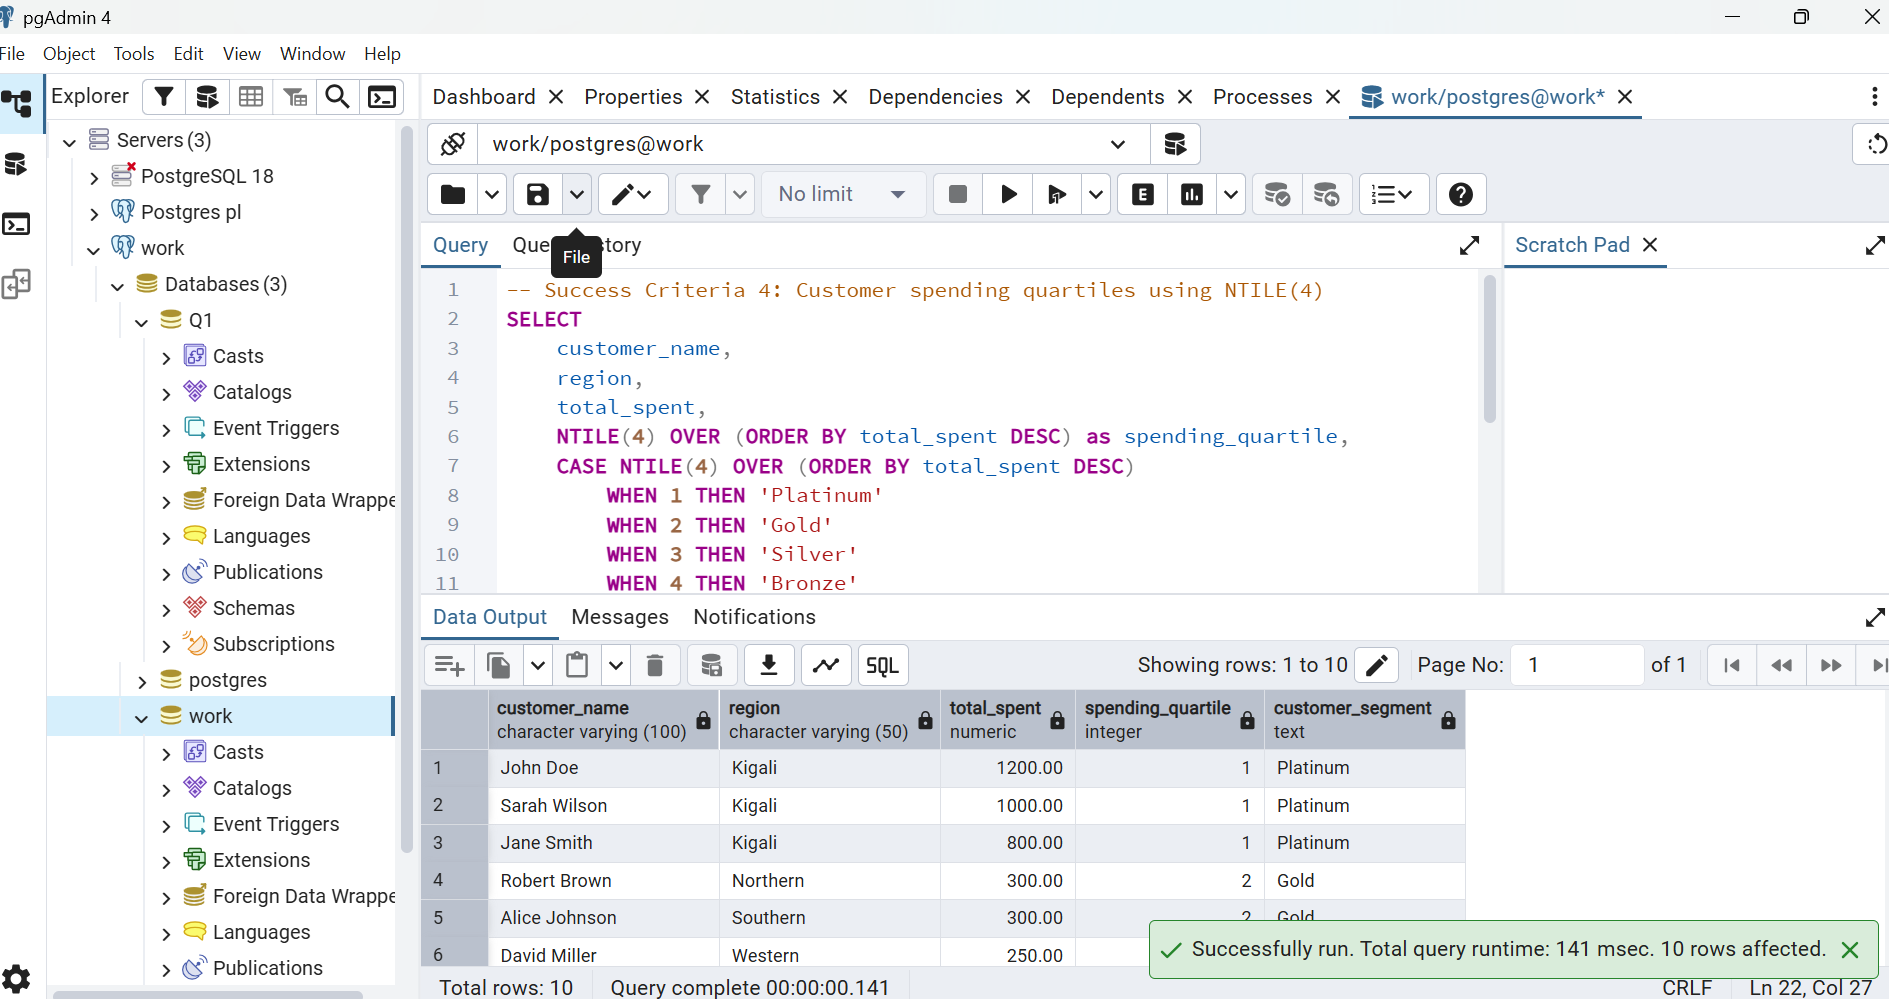 pgAdmin 4
File Object Tools Edit View Window Help
Explorer
Servers (3)
PostgreSQL 18
Postgres pl
work
Databases (3)
Q1
Casts
Catalogs
Event Triggers
Extensions
Foreign Data Wrappe
Languages
Publications
Schemas
Subscriptions
postgres
work
Casts
Catalogs
Event Triggers
Extensions
Foreign Data Wrappe
Languages
Publications
Dashboard Properties Statistics Dependencies Dependents Processes work/postgres@work*
work/postgres@work
No limit E
Query Que tory
File
Scratch Pad
1 -- Success Criteria 4: Customer spending quartiles using NTILE(4)
2 SELECT
3 customer_name,
4 region,
5 total_spent,
6 NTILE(4) OVER (ORDER BY total_spent DESC) as spending_quartile,
7 CASE NTILE(4) OVER (ORDER BY total_spent DESC)
8 WHEN 1 THEN 'Platinum'
9 WHEN 2 THEN 'Gold'
10 WHEN 3 THEN 'Silver'
11 WHEN 4 THEN 'Bronze'
Data Output Messages Notifications
SQL Showing rows: 1 to 10 Page No: 1 of 1
customer_name region total_spent spending_quartile customer_segment
character varying (100) character varying (50) numeric integer text
1 John Doe Kigali 1200.00 1 Platinum
2 Sarah Wilson Kigali 1000.00 1 Platinum
3 Jane Smith Kigali 800.00 1 Platinum
4 Robert Brown Northern 300.00 2 Gold
5 Alice Johnson Southern 300.00 2 Gold
6 David Miller Western 250.00
Successfully run. Total query runtime: 141 msec. 10 rows affected.
Total rows: 10 Query complete 00:00:00.141 CRLF Ln 22, Col 27